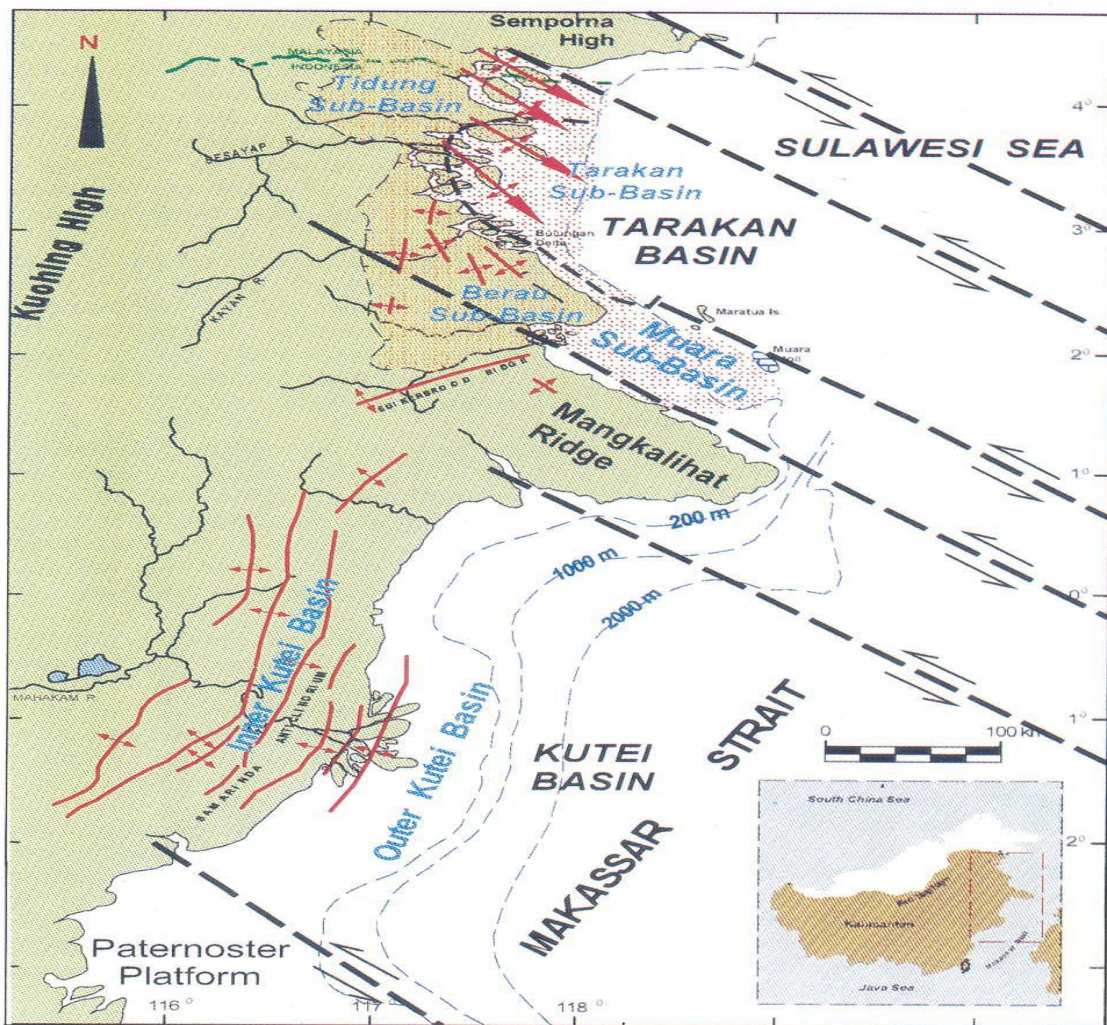 Semporna
High
N
MALAYASIA
INDONESIA
Tidung
Sub-Basin
4°
SULAWESI SEA
SESAYAP R.
Tarakan
Sub-Basin
Kuching High
TARAKAN
BASIN
3°
Bulungan
Delta
KAYAN R.
Berau
Sub-Basin
Maratua Is.
Muara
Sub-Basin
Muara
2°
SUIKERBROOD RIDGE
Mangkalihat
Ridge
1°
200 m
1000 m
2000 m
0°
Inner Kutei Basin
MAHAKAM R.
SAMARINDA ANTICLINORIUM
Outer Kutei Basin
KUTEI
BASIN
MAKASSAR STRAIT
0
100 km
1°
South China Sea
2°
Kalimantan
Java Sea
Paternoster
Platform
116°
117°
118°